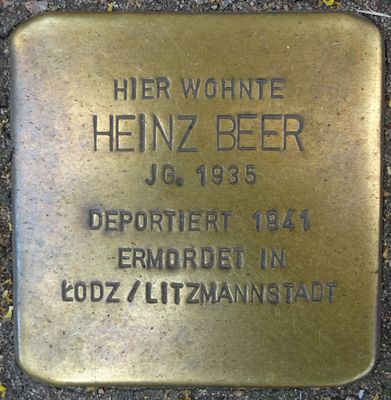 HIER WOHNTE
HEINZ BEER
JG. 1935
DEPORTIERT 1941
ERMORDET IN
ŁODZ/LITZMANNSTADT